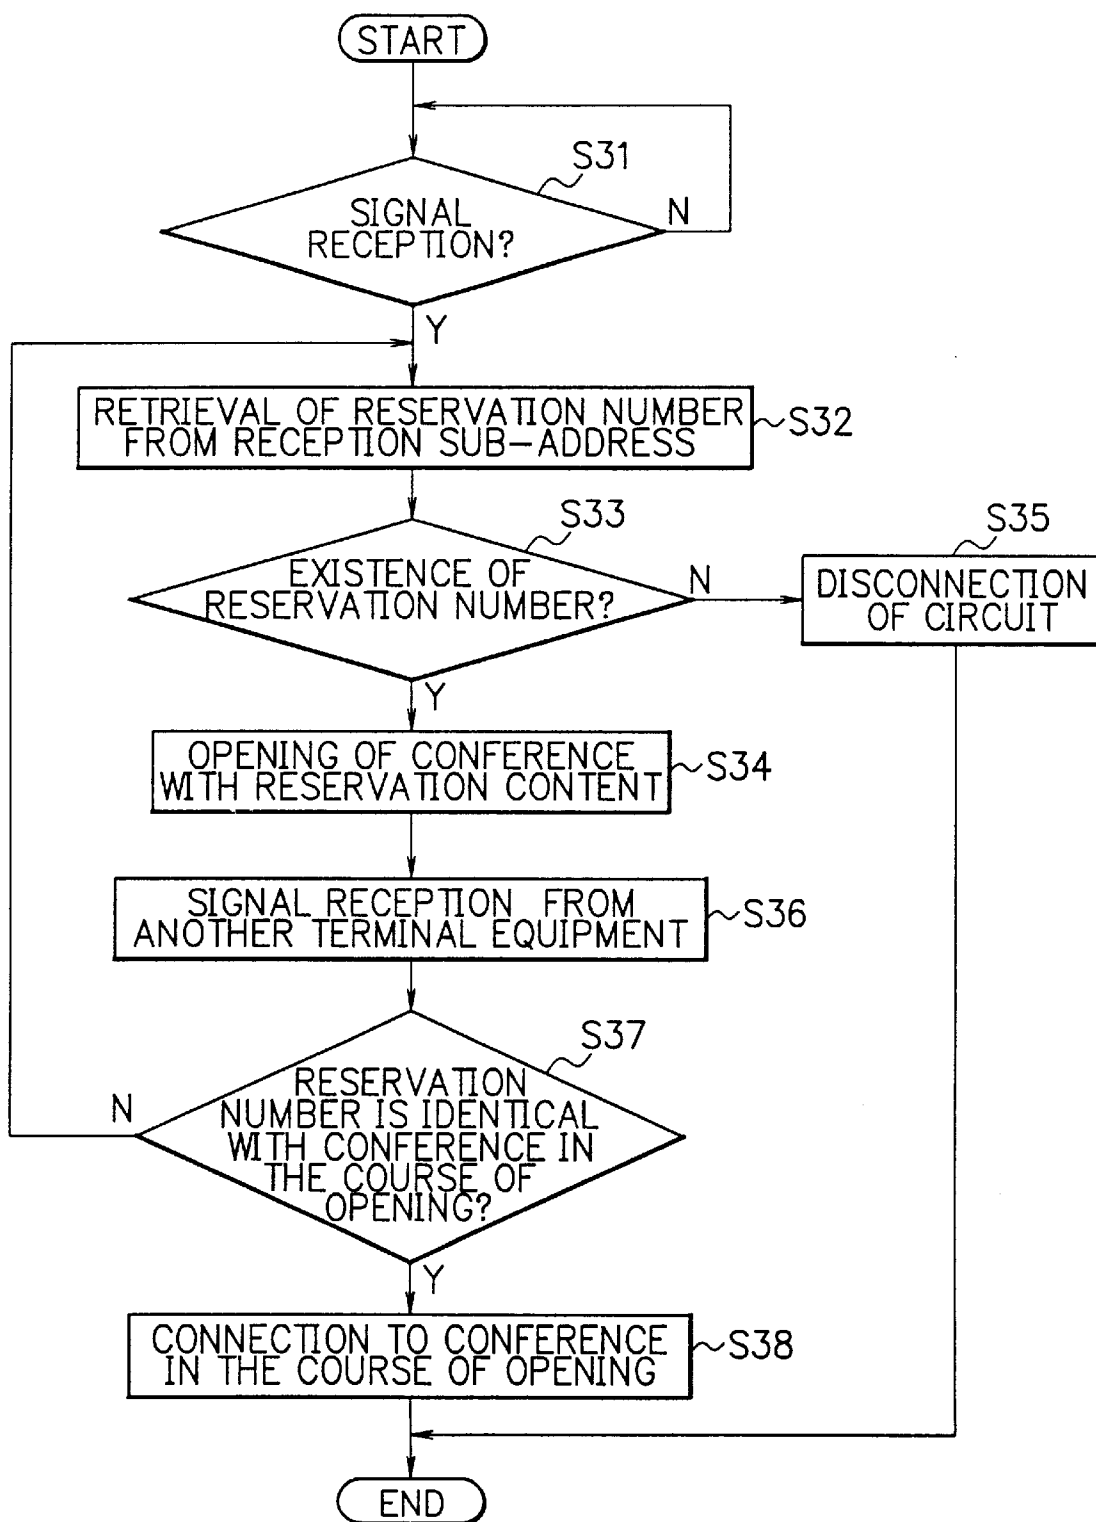 START
S31
SIGNAL
RECEPTION?
N
Y
RETRIEVAL OF RESERVATION NUMBER
FROM RECEPTION SUB-ADDRESS
S32
S33
EXISTENCE OF
RESERVATION NUMBER?
N
S35
DISCONNECTION
OF CIRCUIT
Y
OPENING OF CONFERENCE
WITH RESERVATION CONTENT
S34
SIGNAL RECEPTION FROM
ANOTHER TERMINAL EQUIPMENT
S36
S37
RESERVATION
NUMBER IS IDENTICAL
WITH CONFERENCE IN
THE COURSE OF
OPENING?
N
Y
CONNECTION TO CONFERENCE
IN THE COURSE OF OPENING
S38
END